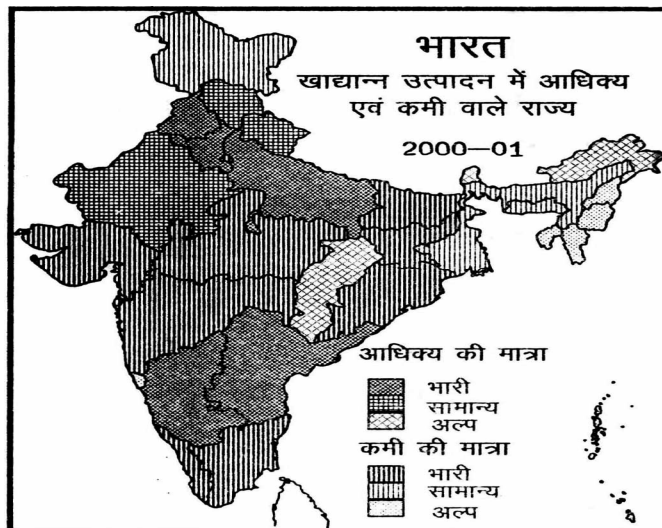 भारत
खाद्यान्न उत्पादन में आधिक्य
एवं कमी वाले राज्य
2000—01
आधिक्य की मात्रा
भारी
सामान्य
अल्प
कमी की मात्रा
भारी
सामान्य
अल्प